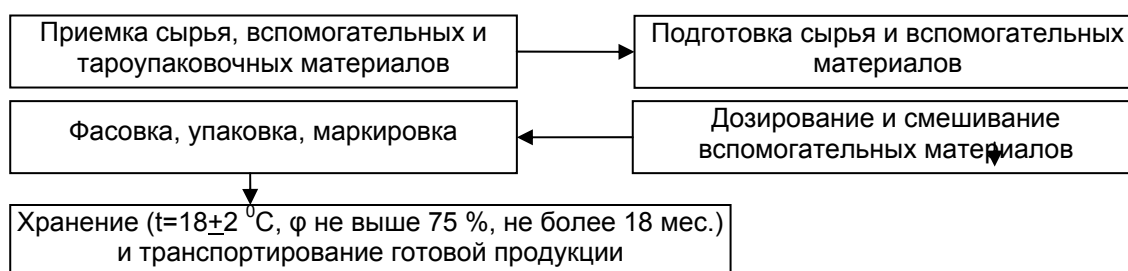 Приемка сырья, вспомогательных и
тароупаковочных материалов
Подготовка сырья и вспомогательных
материалов
Фасовка, упаковка, маркировка
Дозирование и смешивание
вспомогательных материалов
Хранение (t=18+2 ⁰С, φ не выше 75 %, не более 18 мес.)
и транспортирование готовой продукции